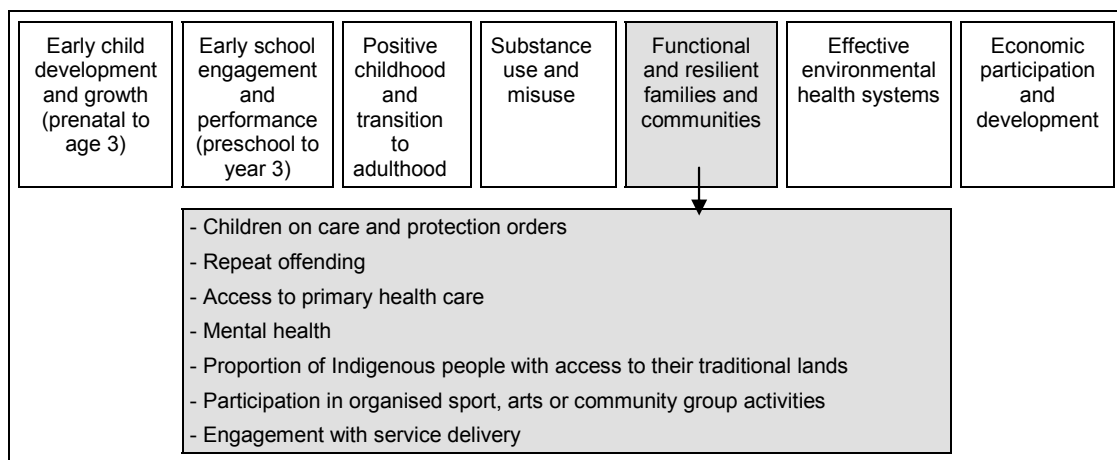 Early child
development
and growth
(prenatal to
age 3)
Early school
engagement
and
performance
(preschool to
year 3)
Positive
childhood
and
transition
to
adulthood
Substance
use and
misuse
Functional
and resilient
families and
communities
Effective
environmental
health systems
Economic
participation
and
development
- Children on care and protection orders
- Repeat offending
- Access to primary health care
- Mental health
- Proportion of Indigenous people with access to their traditional lands
- Participation in organised sport, arts or community group activities
- Engagement with service delivery